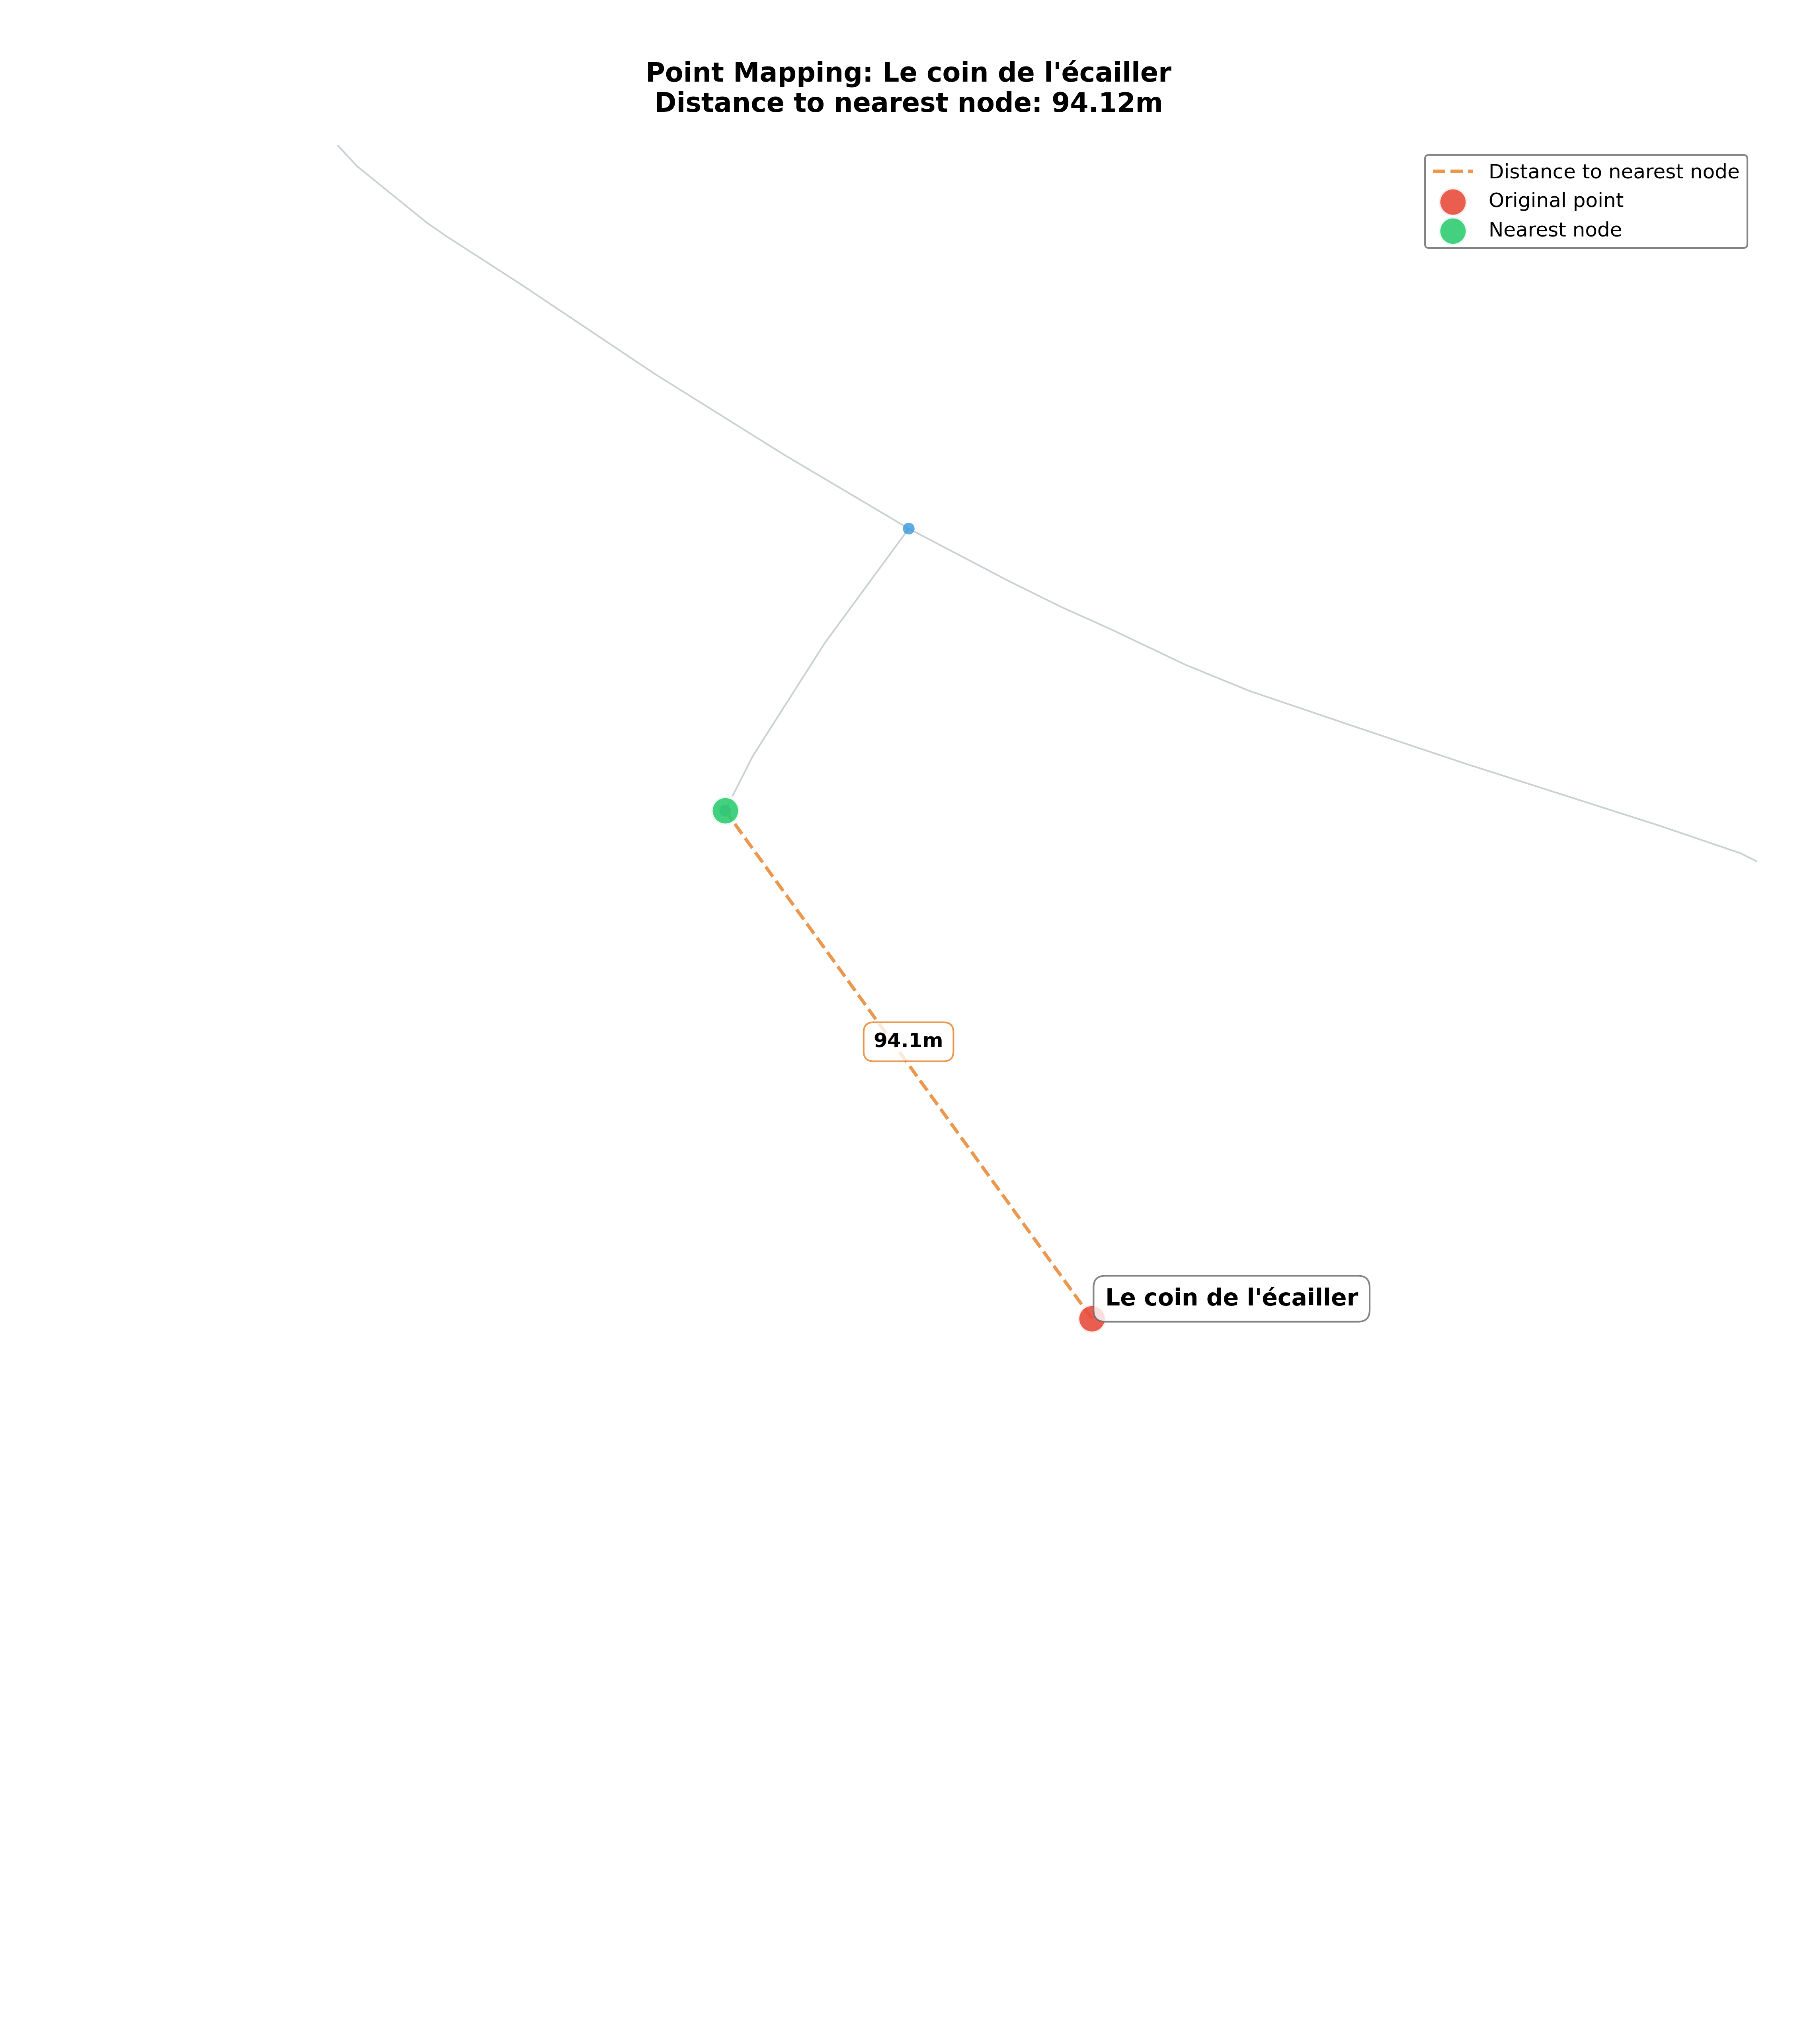 Point Mapping: Le coin de l'écailler
Distance to nearest node: 94.12m
Distance to nearest node
Original point
Nearest node
94.1m
Le coin de l'écailler